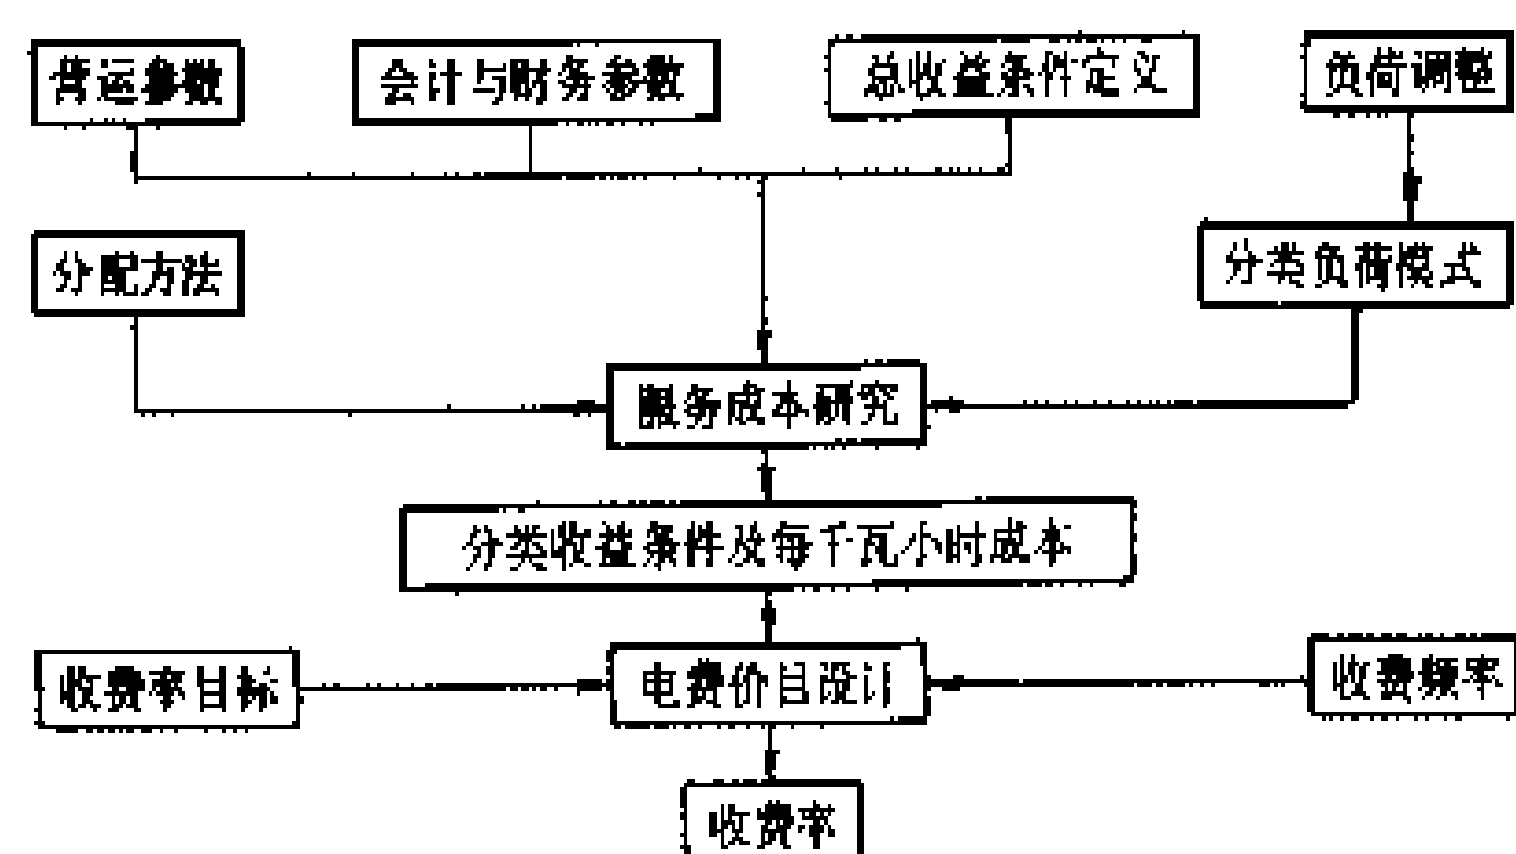 营运参数
会计与财务参数
总收益条件定义
负荷调整
分配方法
分类负荷模式
服务成本研究
分类收益条件及每千瓦小时成本
收费率目标
电费价目设计
收费频率
收费率